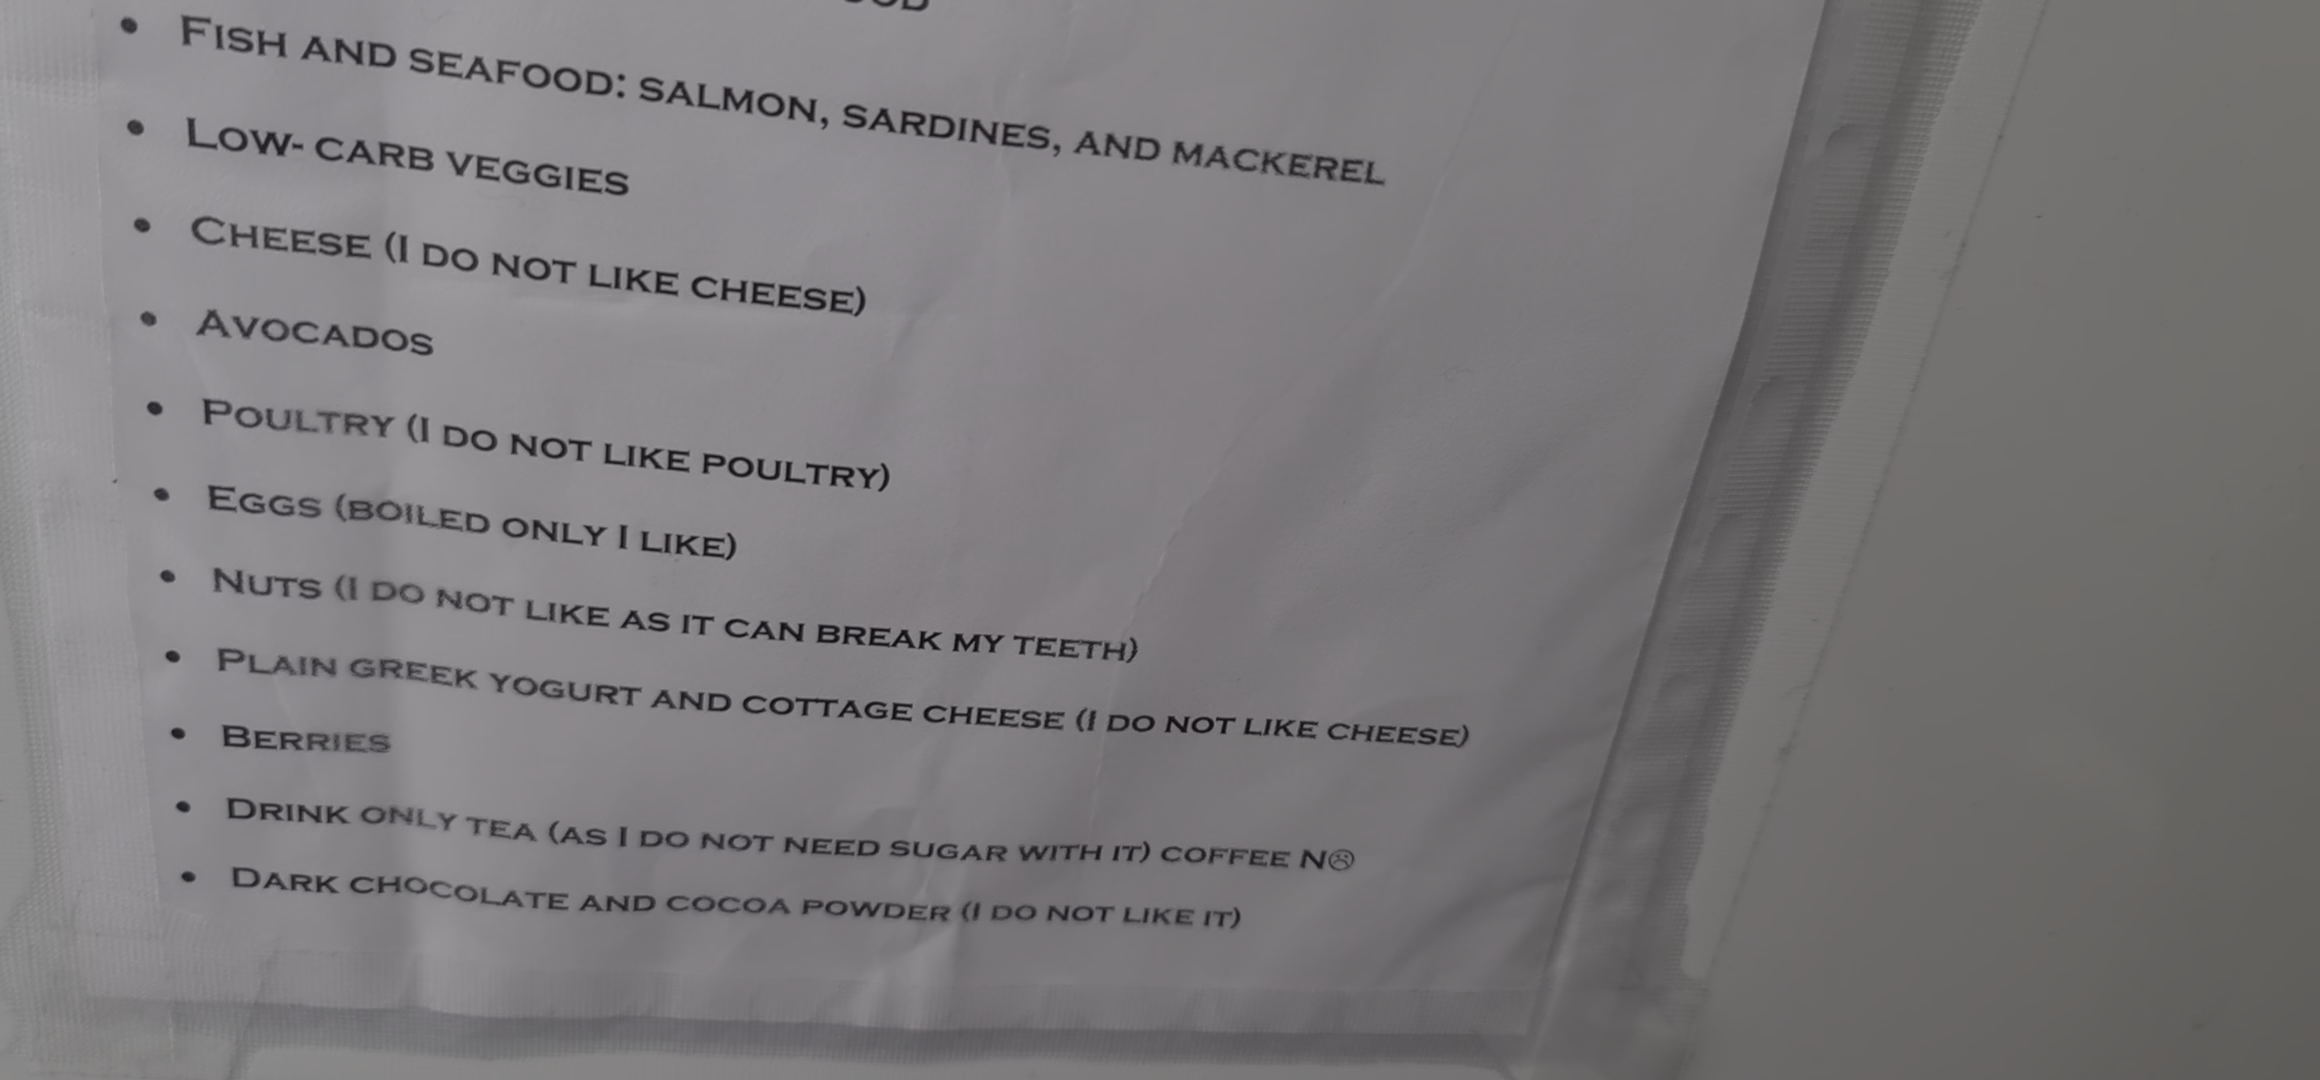 • Fish and seafood: salmon, sardines, and mackerel
• Low- carb veggies
• Cheese (I do not like cheese)
• Avocados
• Poultry (I do not like poultry)
• Eggs (boiled only I like)
• Nuts (I do not like as it can break my teeth)
• Plain greek yogurt and cottage cheese (I do not like cheese)
• Berries
• Drink only tea (as I do not need sugar with it) coffee N☹
• Dark chocolate and cocoa powder (I do not like it)